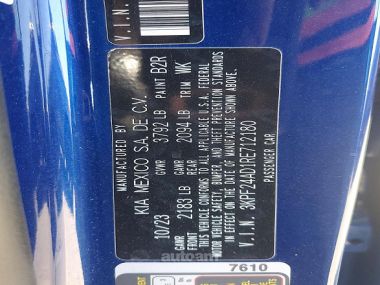 MANUFACTURED BY
KIA MEXICO S.A. DE C.V.
10/23 GVWR 3792 LB PAINT B2R
GAWR FRT 2183 LB GAWR REAR 2094 LB TRIM WK
THIS VEHICLE CONFORMS TO ALL APPLICABLE U.S.A. FEDERAL
MOTOR VEHICLE SAFETY, BUMPER, AND THEFT PREVENTION STANDARDS
IN EFFECT ON THE DATE OF MANUFACTURE SHOWN ABOVE.
V.I.N. 3KPF24AD1RE712180
PASSENGER CAR
V.I.N.
V.I.N.
7610